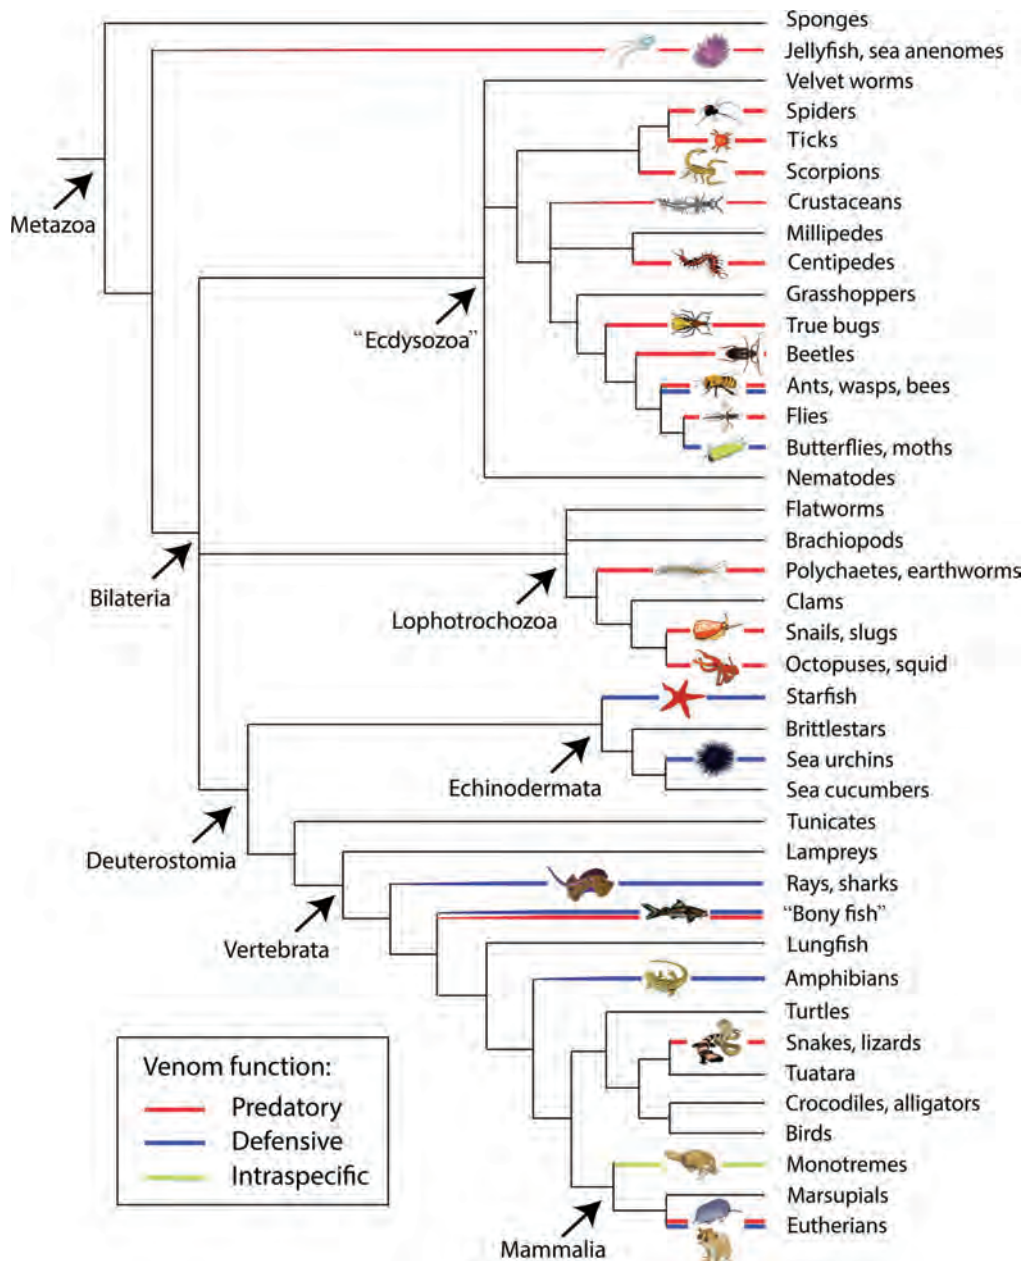 Sponges
Jellyfish, sea anenomes
Velvet worms
Spiders
Ticks
Scorpions
Metazoa
Crustaceans
Millipedes
Centipedes
Grasshoppers
"Ecdysozoa"
True bugs
Beetles
Ants, wasps, bees
Flies
Butterflies, moths
Nematodes
Flatworms
Brachiopods
Polychaetes, earthworms
Bilateria
Clams
Lophotrochozoa
Snails, slugs
Octopuses, squid
Starfish
Brittlestars
Sea urchins
Echinodermata
Sea cucumbers
Tunicates
Deuterostomia
Lampreys
Rays, sharks
"Bony fish"
Vertebrata
Lungfish
Amphibians
Turtles
Snakes, lizards
Tuatara
Crocodiles, alligators
Birds
Monotremes
Marsupials
Eutherians
Mammalia
Venom function:
Predatory
Defensive
Intraspecific